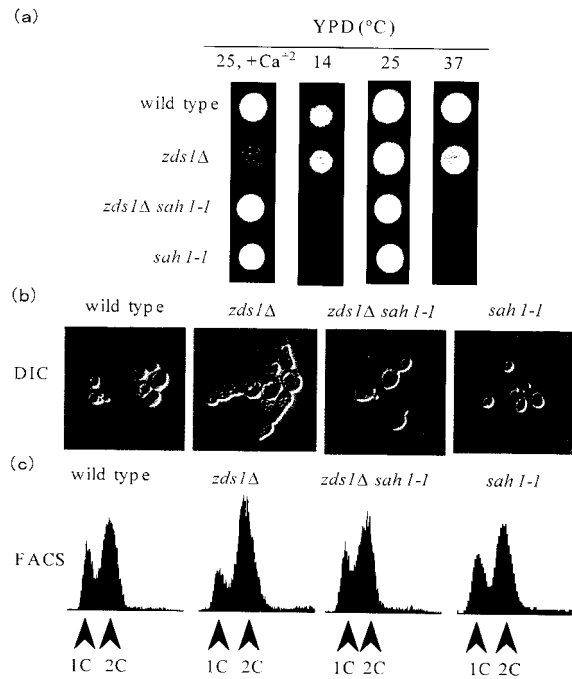 (a)
YPD (°C)
25, +Ca⁺² 14 25 37
wild type
zds1Δ
zds1Δ sah1-1
sah1-1
(b)
wild type zds1Δ zds1Δ sah1-1 sah1-1
DIC
(c)
wild type zds1Δ zds1Δ sah1-1 sah1-1
FACS
1C 2C 1C 2C 1C 2C 1C 2C